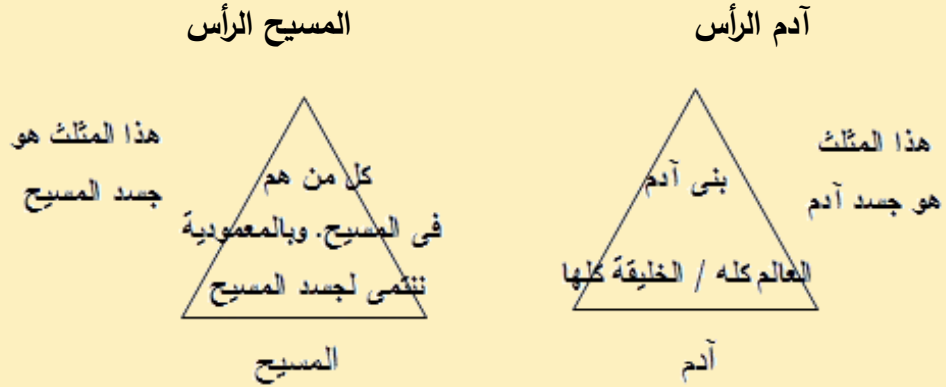 آدم الرأس
هذا المثلث
هو جسد آدم
بنى آدم
العالم كله / الخليقة كلها
آدم
المسيح الرأس
هذا المثلث هو
جسد المسيح
كل من هم
فى المسيح. وبالمعمودية
ننتمى لجسد المسيح
المسيح